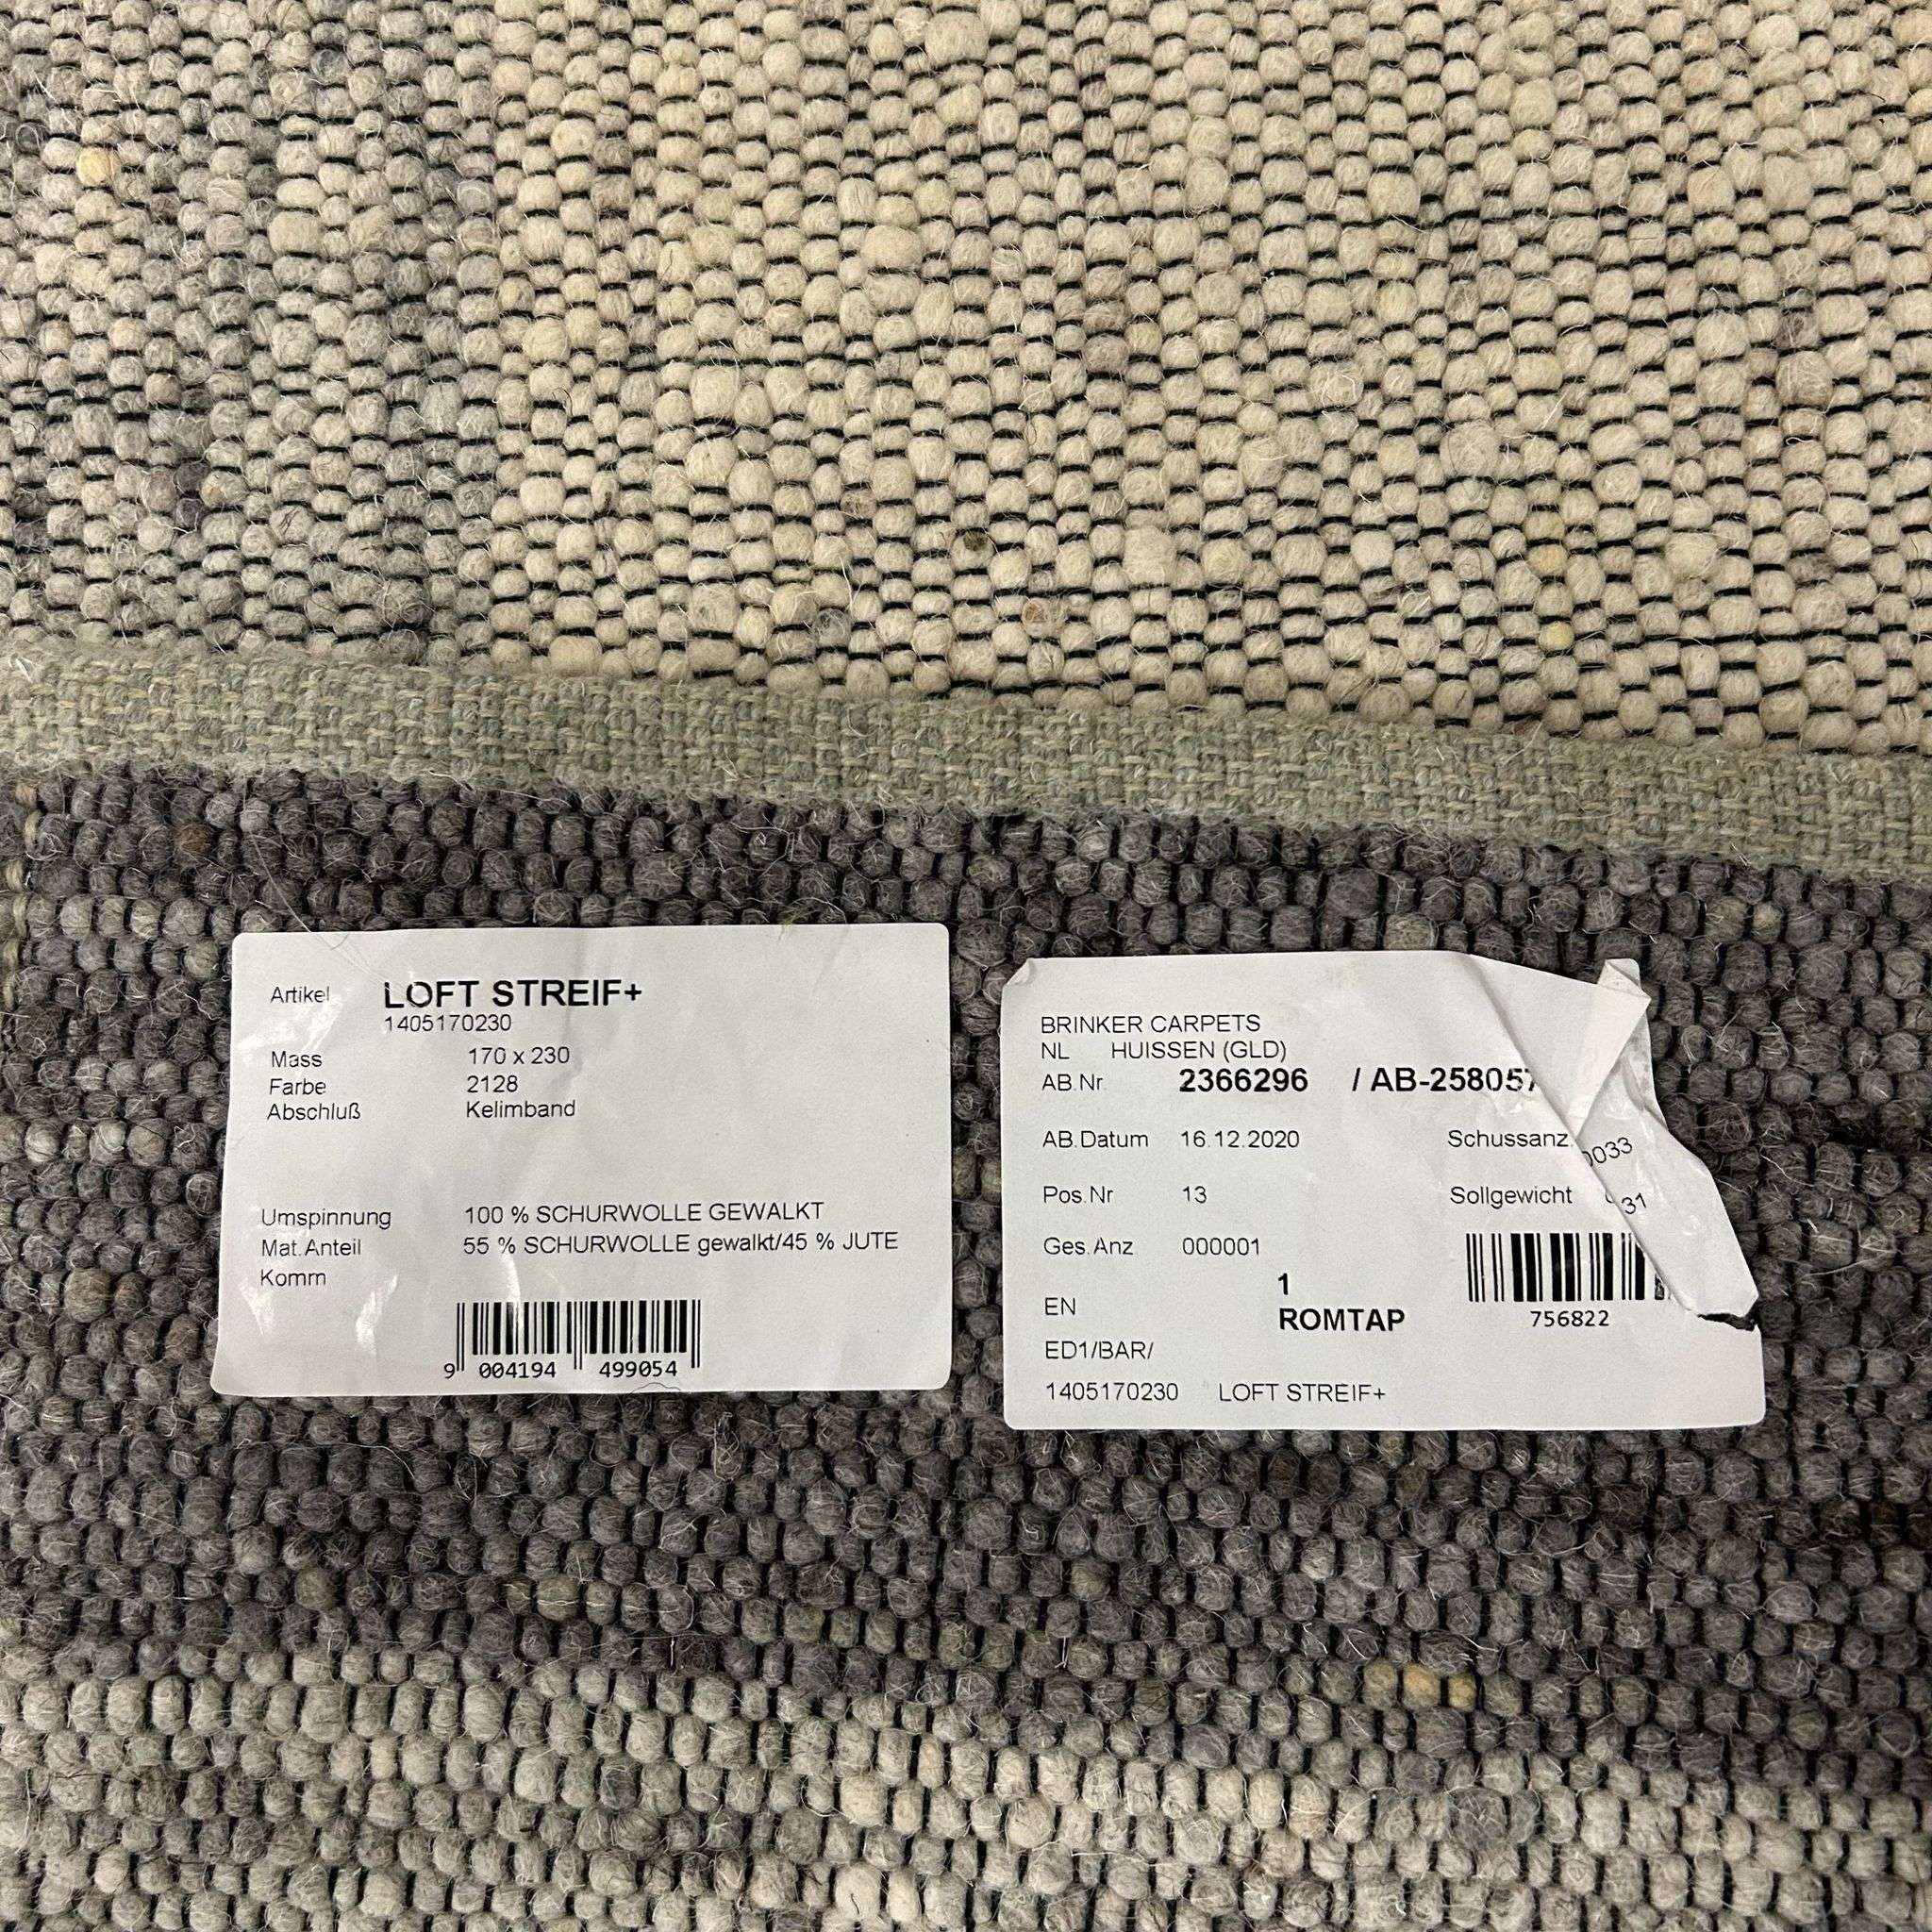 Artikel LOFT STREIF+
1405170230
Mass 170 x 230
Farbe 2128
Abschluß Kelimband
Umspinnung 100 % SCHURWOLLE GEWALKT
Mat.Anteil 55 % SCHURWOLLE gewalkt/45 % JUTE
Komm
9 004194 499054
BRINKER CARPETS
NL HUISSEN (GLD)
AB.Nr 2366296 / AB-258057
AB.Datum 16.12.2020 Schussanz.
Pos.Nr 13 Sollgewicht
Ges.Anz 000001
1
EN ROMTAP
756822
ED1/BAR/
1405170230 LOFT STREIF+